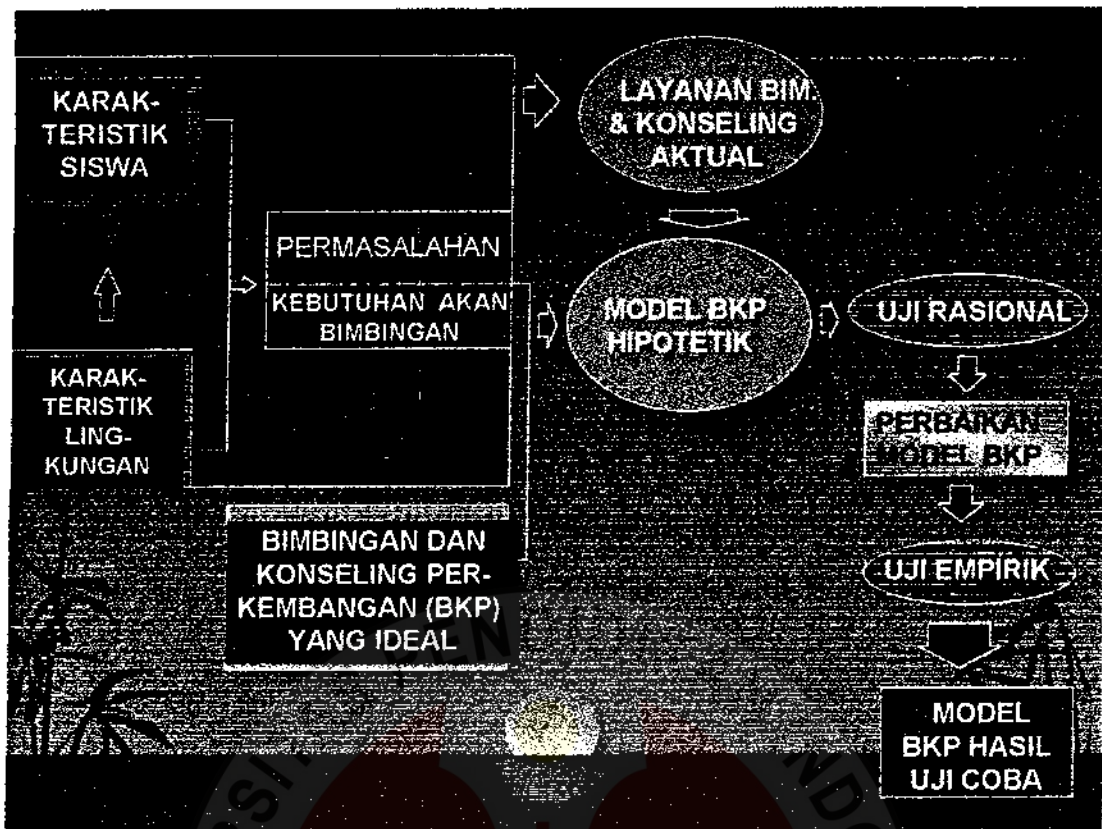 KARAK-
TERISTIK
SISWA
LAYANAN BIM.
& KONSELING
AKTUAL
PERMASALAHAN
KEBUTUHAN AKAN
BIMBINGAN
MODEL BKP
HIPOTETIK
UJI RASIONAL
KARAK-
TERISTIK
LING-
KUNGAN
PERBAIKAN
MODEL BKP
BIMBINGAN DAN
KONSELING PER-
KEMBANGAN (BKP)
YANG IDEAL
UJI EMPIRIK
MODEL
BKP HASIL
UJI COBA